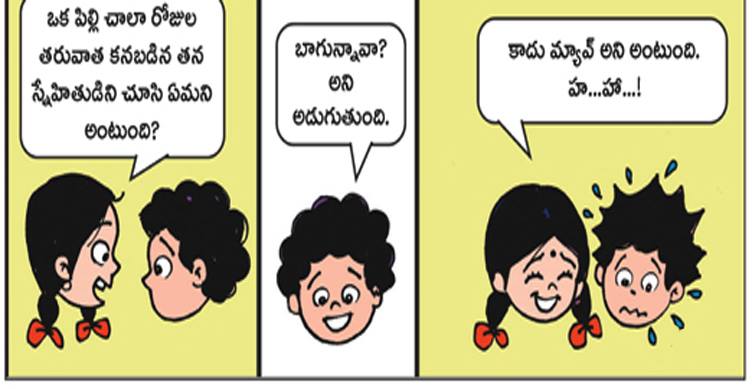 ఒక పిల్లి చాలా రోజుల
తరువాత కనబడిన తన
స్నేహితుడిని చూసి ఏమని
అంటుంది?
బాగున్నావా?
అని
అడుగుతుంది.
కాదు మ్యావ్ అని అంటుంది.
హ...హా...!